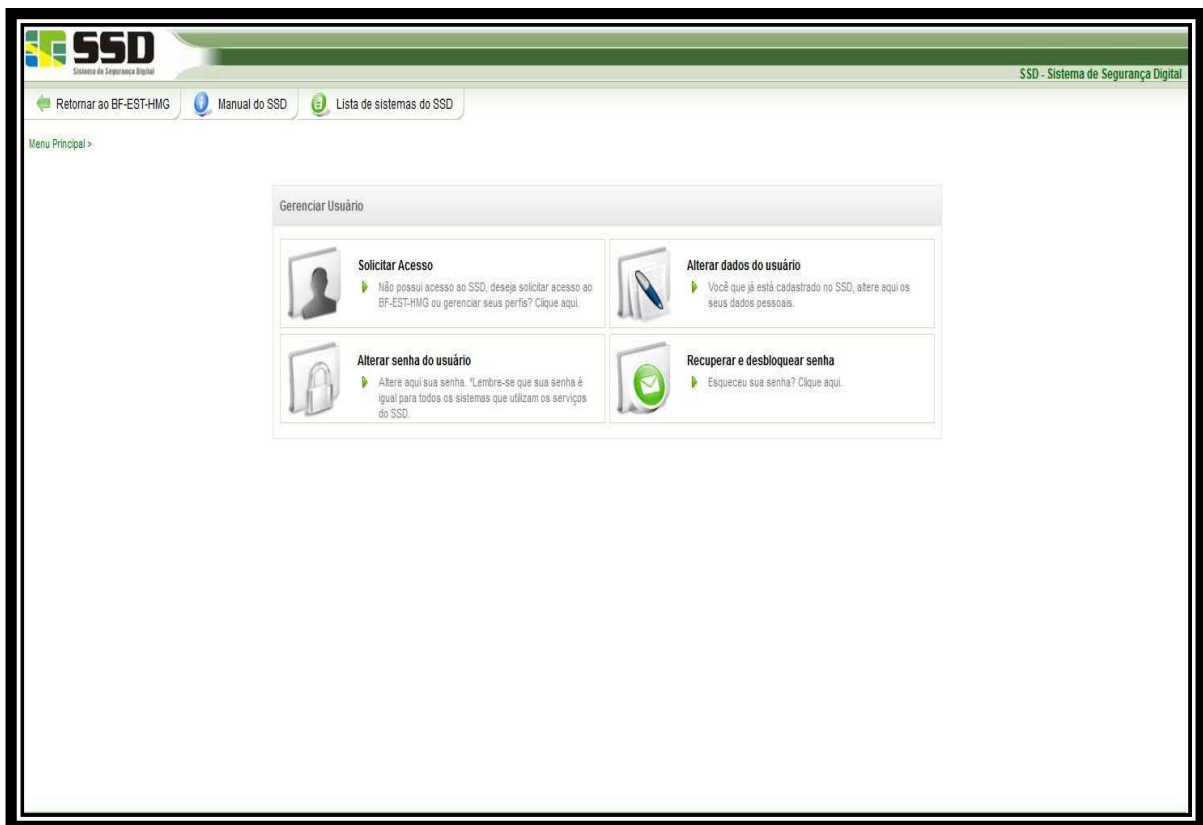 SSD
Sistema de Segurança Digital
SSD - Sistema de Segurança Digital
Retornar ao BF-EST-HMG
Manual do SSD
Lista de sistemas do SSD
Menu Principal >
Gerenciar Usuário
Solicitar Acesso
Não possui acesso ao SSD, deseja solicitar acesso ao
BF-EST-HMG ou gerenciar seus perfis? Clique aqui.
Alterar dados do usuário
Você que já está cadastrado no SSD, altere aqui os
seus dados pessoais.
Alterar senha do usuário
Altere aqui sua senha. *Lembre-se que sua senha é
igual para todos os sistemas que utilizam os serviços
do SSD.
Recuperar e desbloquear senha
Esqueceu sua senha? Clique aqui.